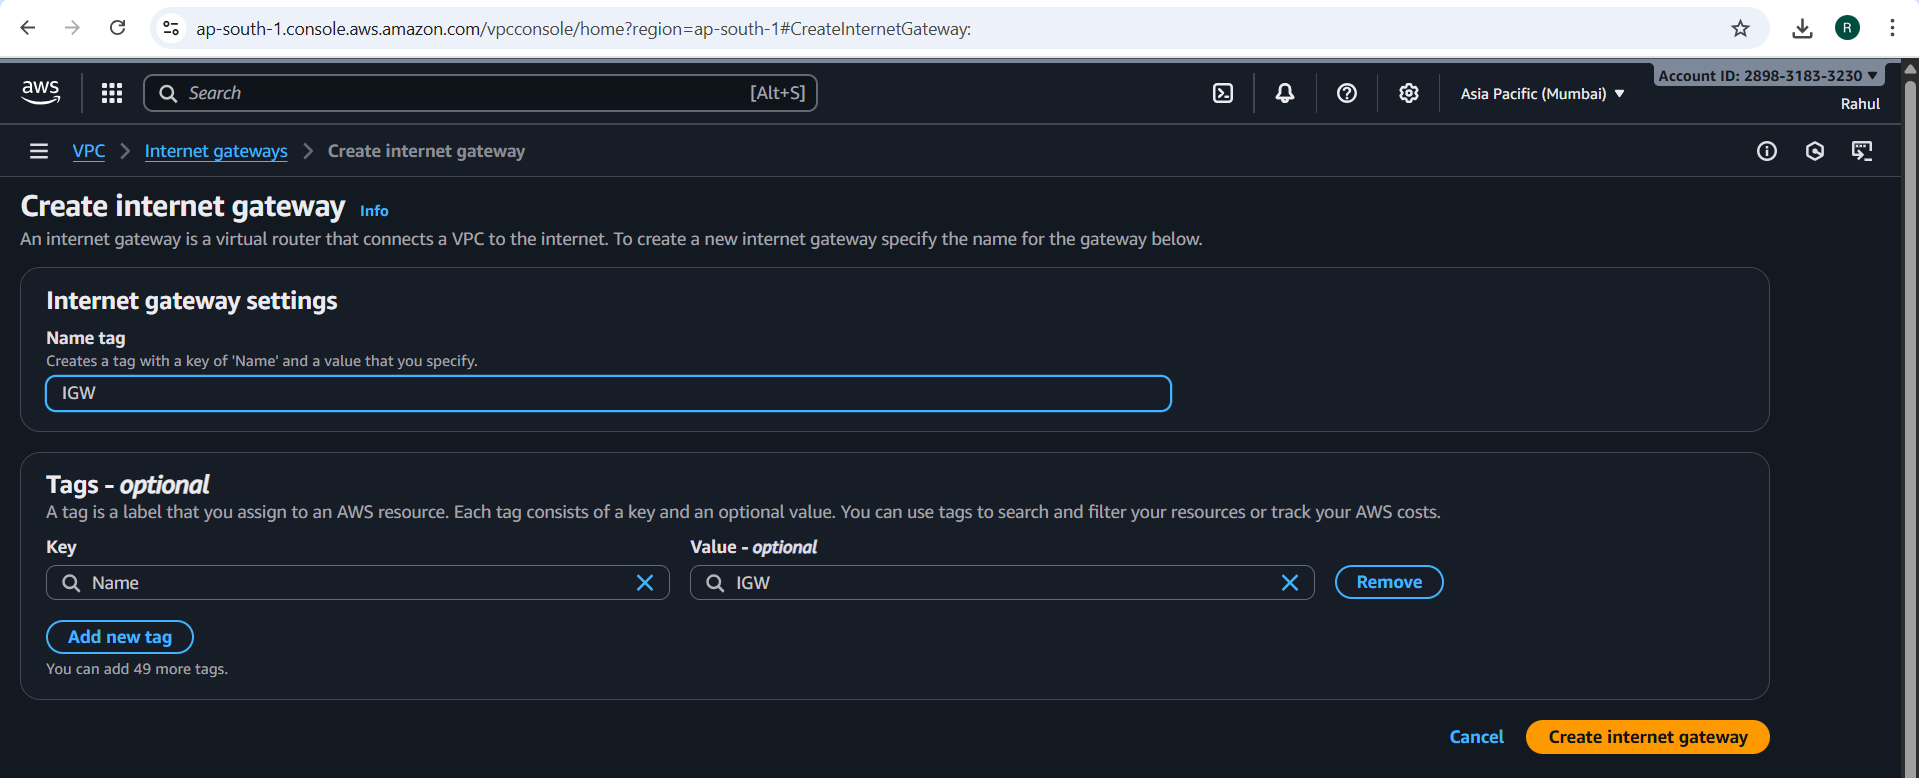 ap-south-1.console.aws.amazon.com/vpcconsole/home?region=ap-south-1#CreateInternetGateway:
R
aws
Search
[Alt+S]
Asia Pacific (Mumbai)
Account ID: 2898-3183-3230
Rahul
VPC
Internet gateways
Create internet gateway
Create internet gateway Info
An internet gateway is a virtual router that connects a VPC to the internet. To create a new internet gateway specify the name for the gateway below.
Internet gateway settings
Name tag
Creates a tag with a key of 'Name' and a value that you specify.
IGW
Tags - optional
A tag is a label that you assign to an AWS resource. Each tag consists of a key and an optional value. You can use tags to search and filter your resources or track your AWS costs.
Key
Value - optional
Name
IGW
Remove
Add new tag
You can add 49 more tags.
Cancel
Create internet gateway